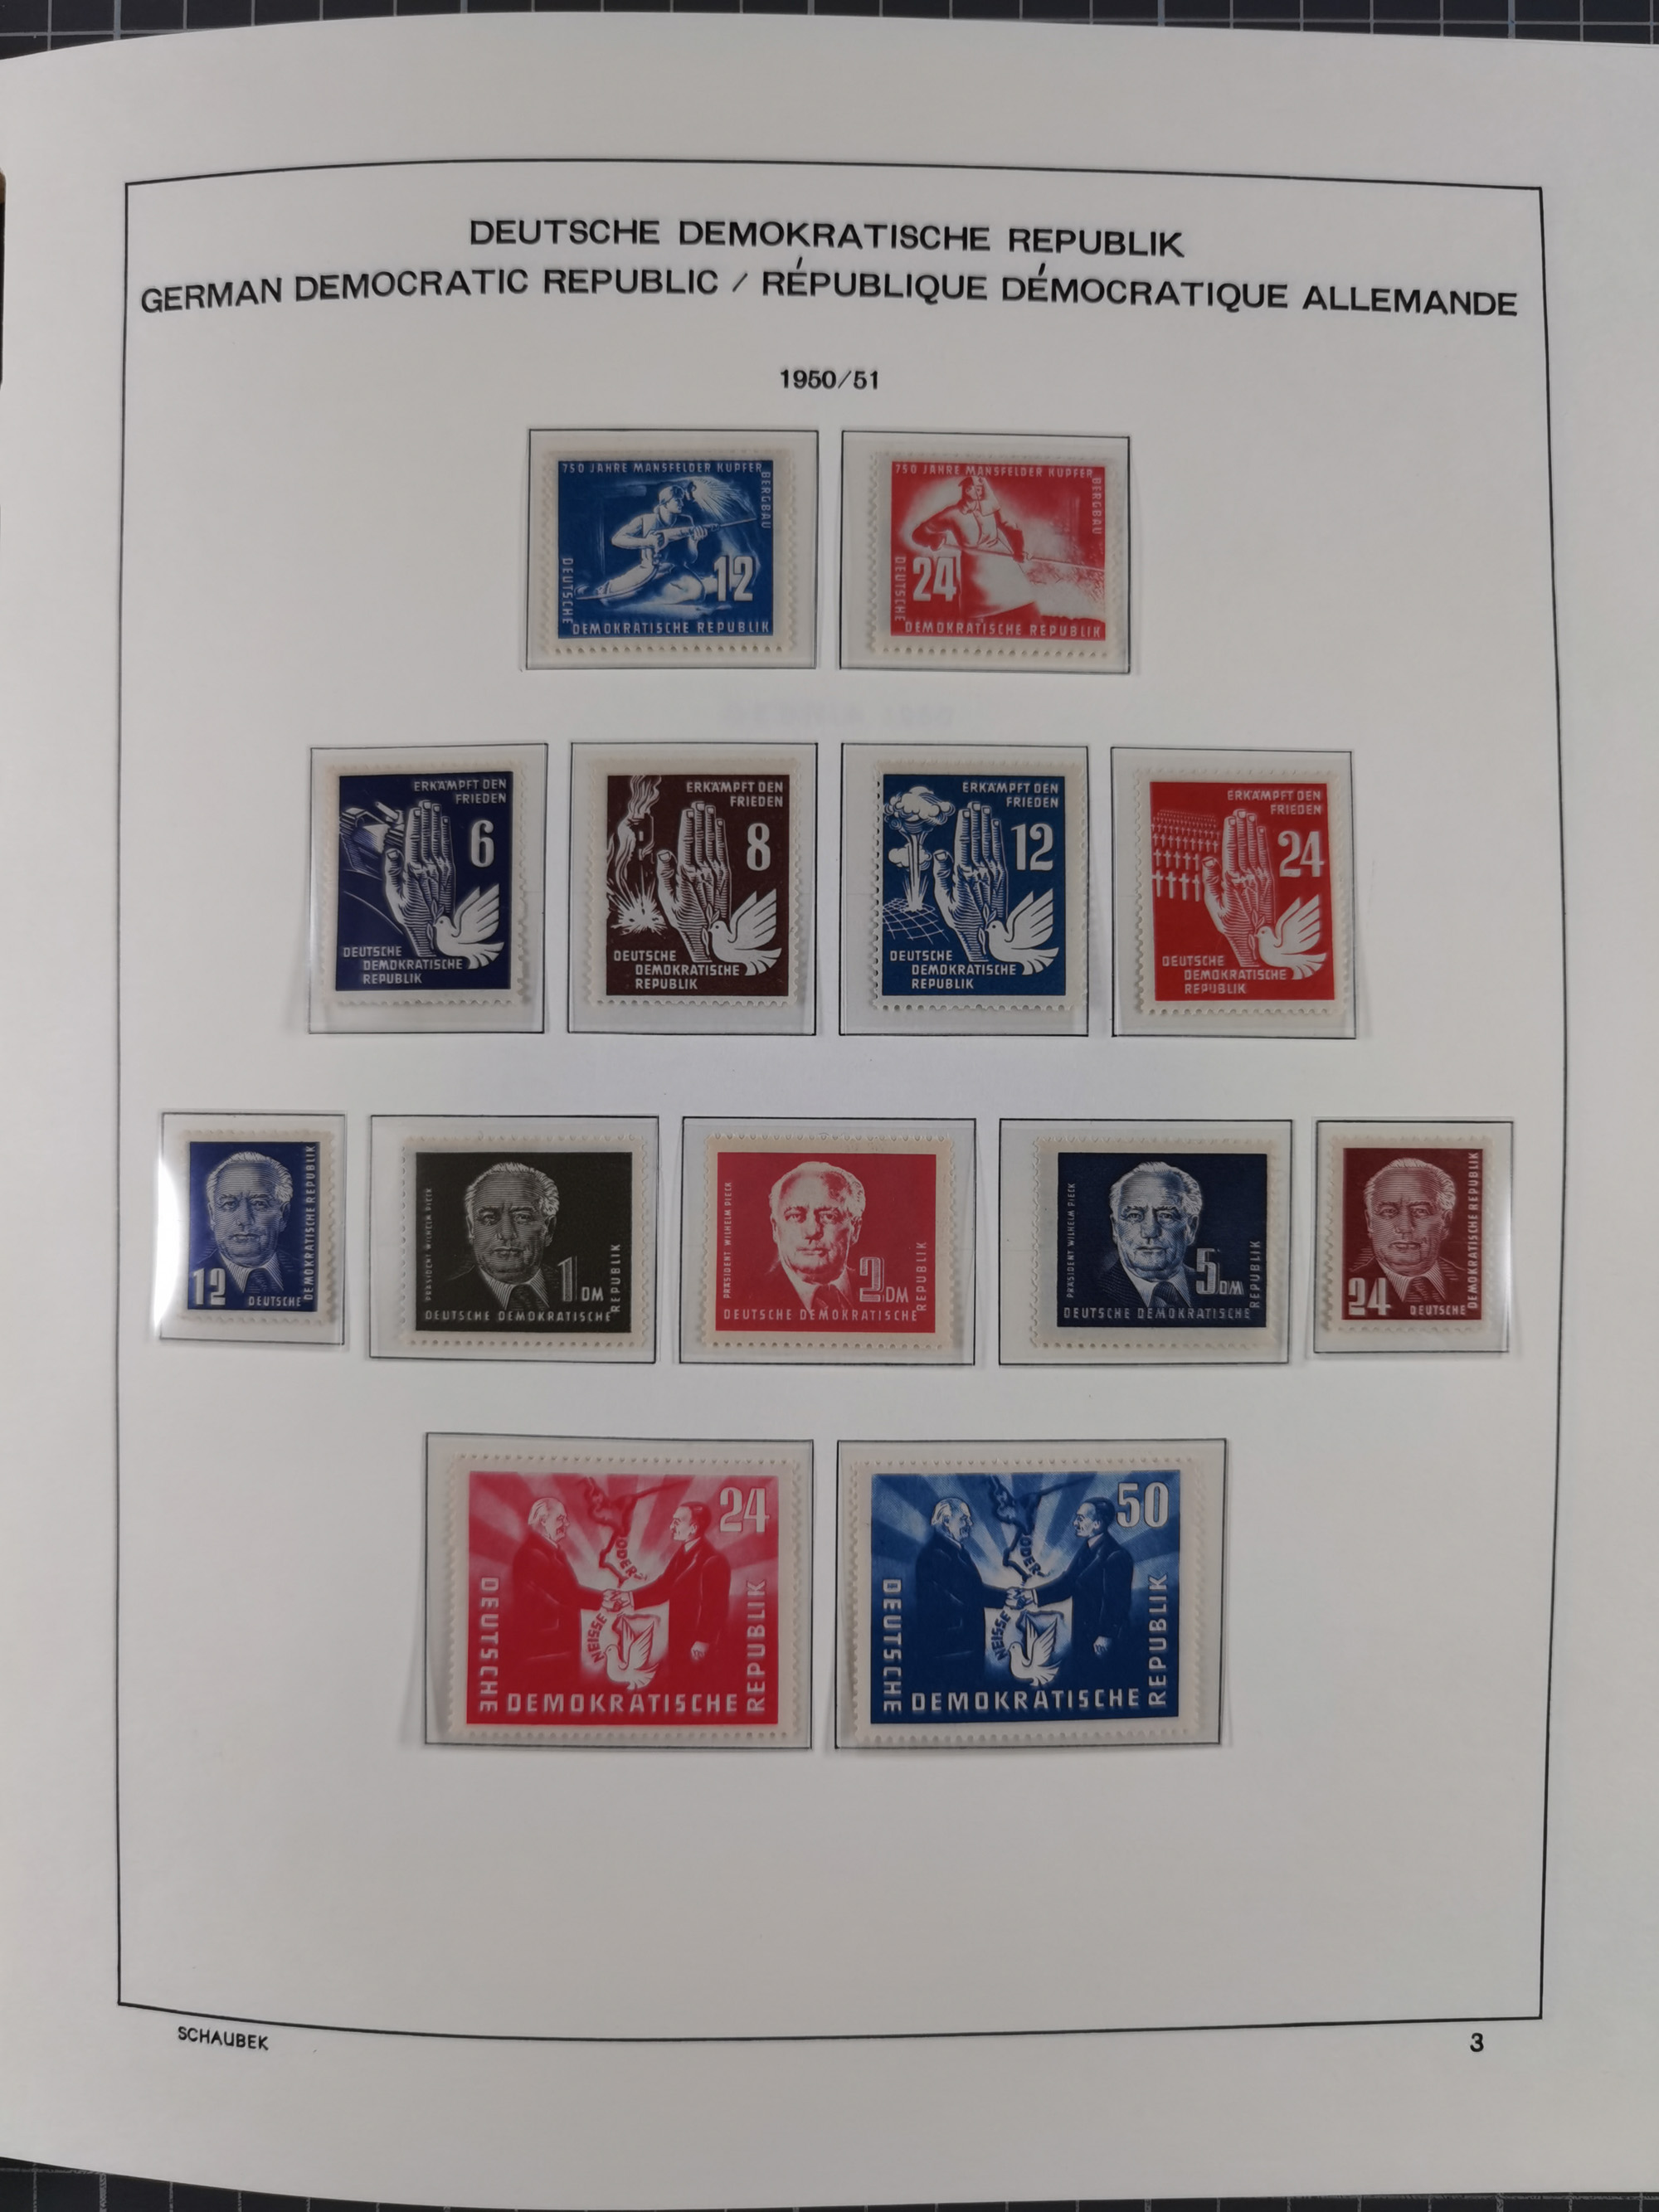 DEUTSCHE DEMOKRATISCHE REPUBLIK
GERMAN DEMOCRATIC REPUBLIC / RÉPUBLIQUE DÉMOCRATIQUE ALLEMANDE
1950/51
750 JAHRE MANSFELDER KUPFER
BERGBAU
12
DEUTSCHE
DEMOKRATISCHE REPUBLIK
750 JAHRE MANSFELDER KUPFER
BERGBAU
24
DEUTSCHE
DEMOKRATISCHE REPUBLIK
ERKÄMPFT DEN
FRIEDEN
6
DEUTSCHE
DEMOKRATISCHE
REPUBLIK
ERKÄMPFT DEN
FRIEDEN
8
DEUTSCHE
DEMOKRATISCHE
REPUBLIK
ERKÄMPFT DEN
FRIEDEN
12
DEUTSCHE
DEMOKRATISCHE
REPUBLIK
ERKÄMPFT DEN
FRIEDEN
24
DEUTSCHE
DEMOKRATISCHE
REPUBLIK
12
DEUTSCHE
DEMOKRATISCHE REPUBLIK
PRÄSIDENT WILHELM PIECK
1 DM
DEUTSCHE DEMOKRATISCHE
REPUBLIK
PRÄSIDENT WILHELM PIECK
2 DM
DEUTSCHE DEMOKRATISCHE
REPUBLIK
PRÄSIDENT WILHELM PIECK
5 DM
DEUTSCHE DEMOKRATISCHE
REPUBLIK
24
DEUTSCHE
DEMOKRATISCHE REPUBLIK
24
ODER
NEISSE
DEUTSCHE
DEMOKRATISCHE
REPUBLIK
50
ODER
NEISSE
DEUTSCHE
DEMOKRATISCHE
REPUBLIK
SCHAUBEK
3